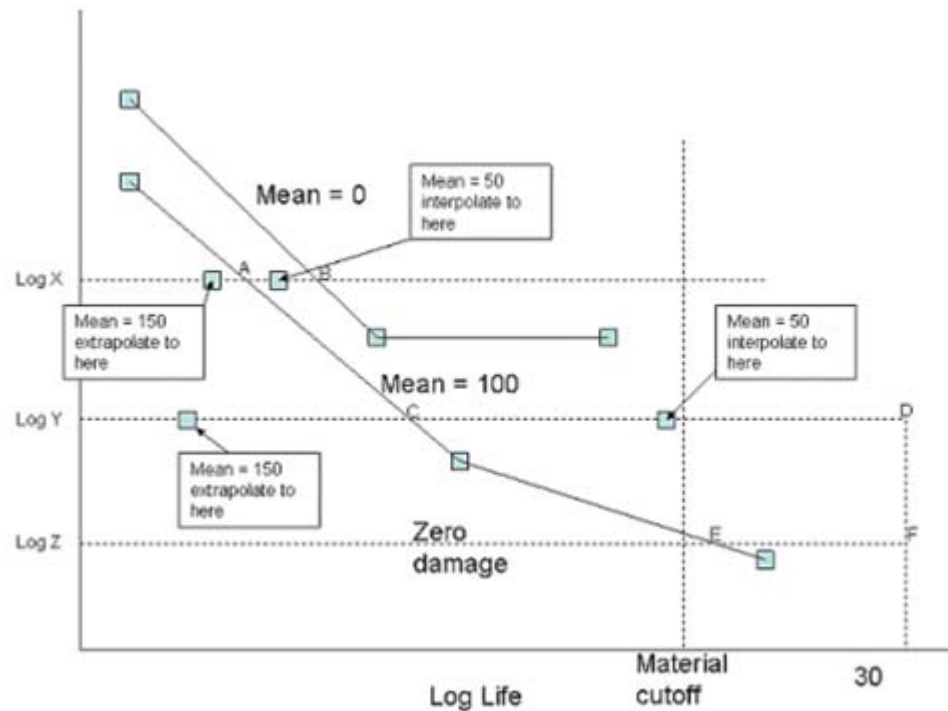 Mean = 50
interpolate to
here
Mean = 0
Log X
A
B
Mean = 150
extrapolate to
here
Mean = 50
interpolate to
here
Mean = 100
Log Y
C
D
Mean = 150
extrapolate to
here
Log Z
Zero
damage
E
F
Material
cutoff
30
Log Life